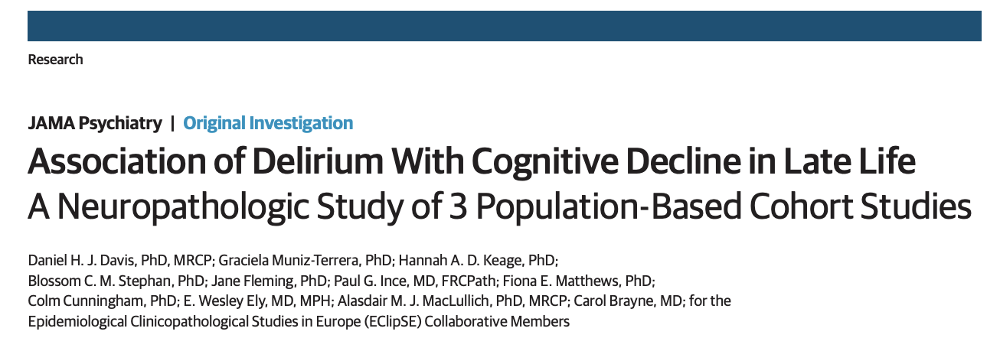 Research
JAMA Psychiatry | Original Investigation
Association of Delirium With Cognitive Decline in Late Life
A Neuropathologic Study of 3 Population-Based Cohort Studies
Daniel H. J. Davis, PhD, MRCP; Graciela Muniz-Terrera, PhD; Hannah A. D. Keage, PhD;
Blossom C. M. Stephan, PhD; Jane Fleming, PhD; Paul G. Ince, MD, FRCPath; Fiona E. Matthews, PhD;
Colm Cunningham, PhD; E. Wesley Ely, MD, MPH; Alasdair M. J. MacLullich, PhD, MRCP; Carol Brayne, MD; for the
Epidemiological Clinicopathological Studies in Europe (EClipSE) Collaborative Members